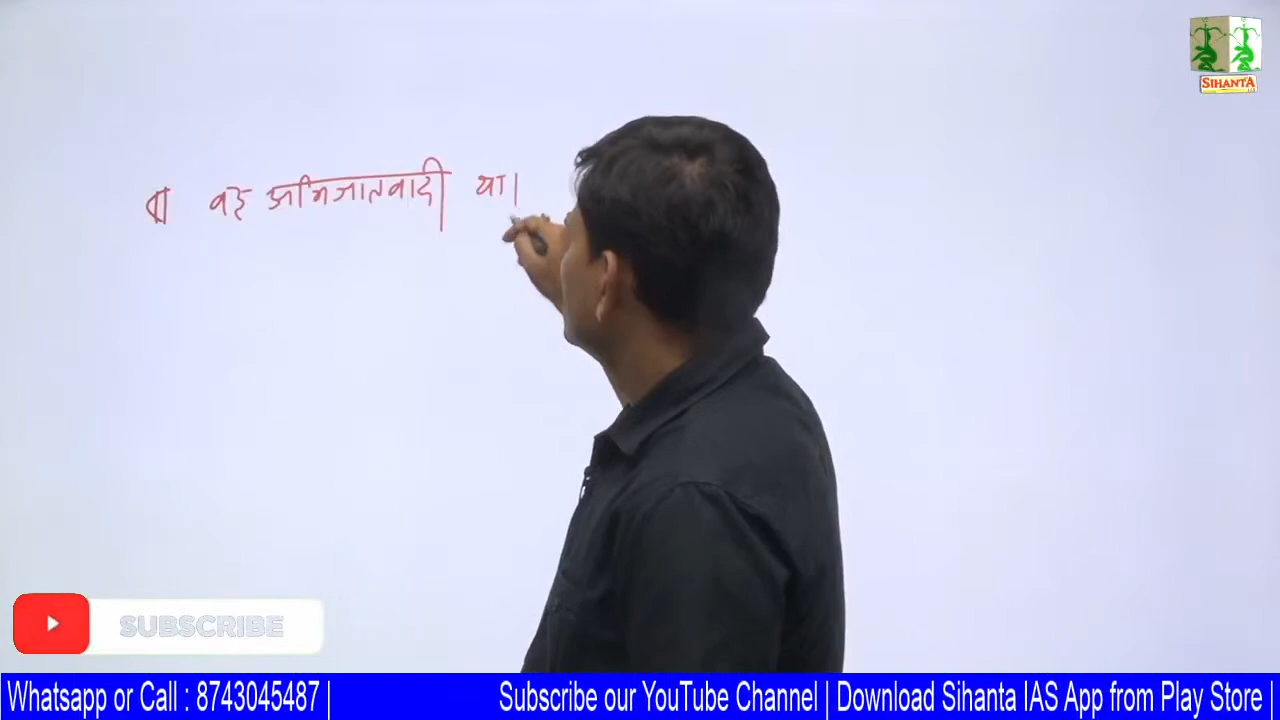 SIHANTA
वह अभिजातवादी था।
SUBSCRIBE
Whatsapp or Call : 8743045487 | Subscribe our YouTube Channel | Download Sihanta IAS App from Play Store |